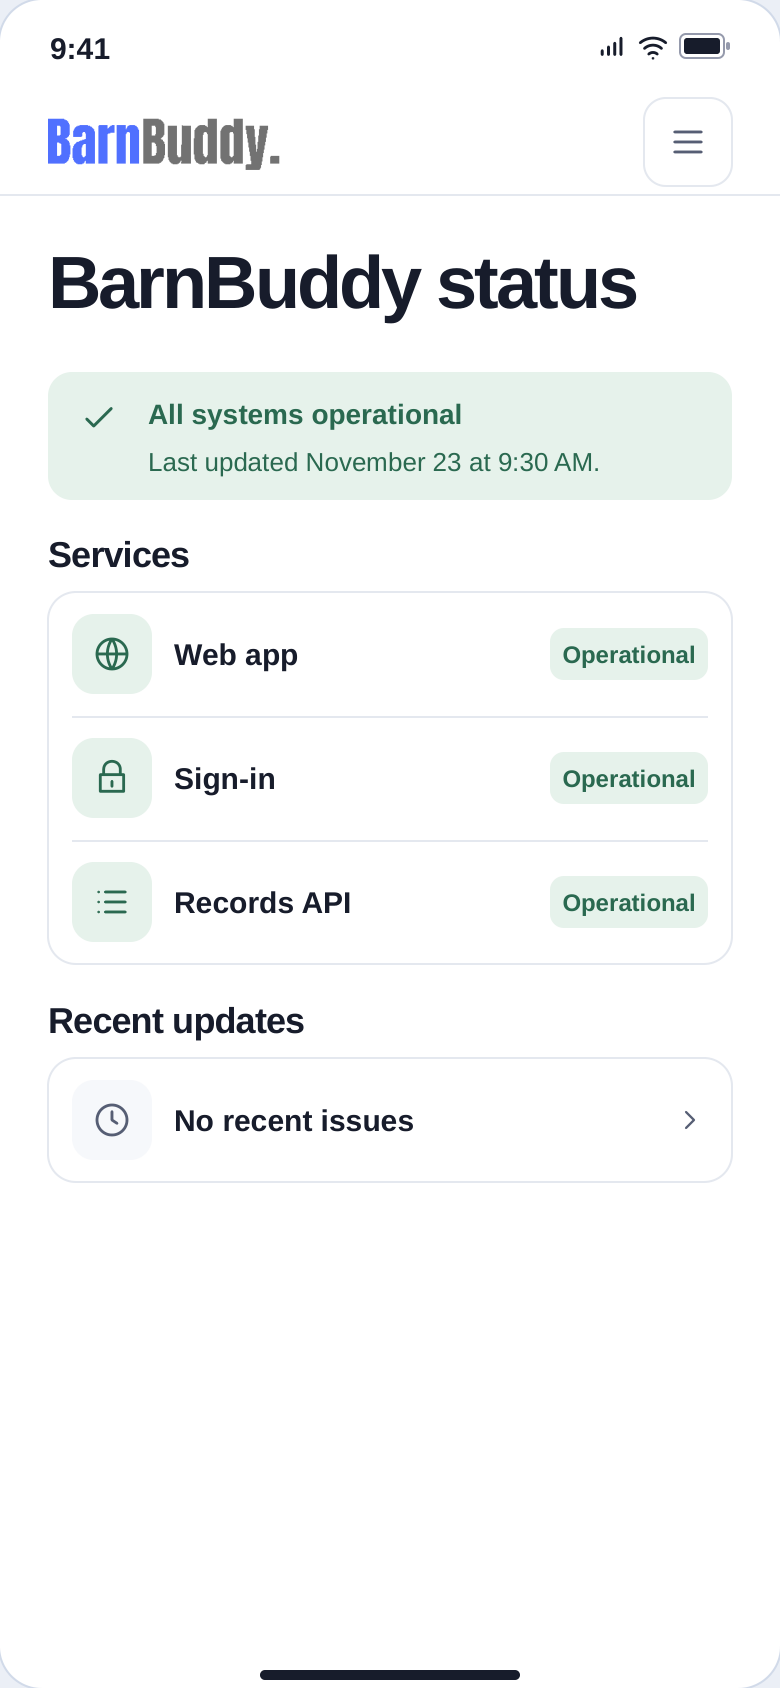 9:41
BarnBuddy.
BarnBuddy status
All systems operational
Last updated November 23 at 9:30 AM.
Services
Web app
Operational
Sign-in
Operational
Records API
Operational
Recent updates
No recent issues